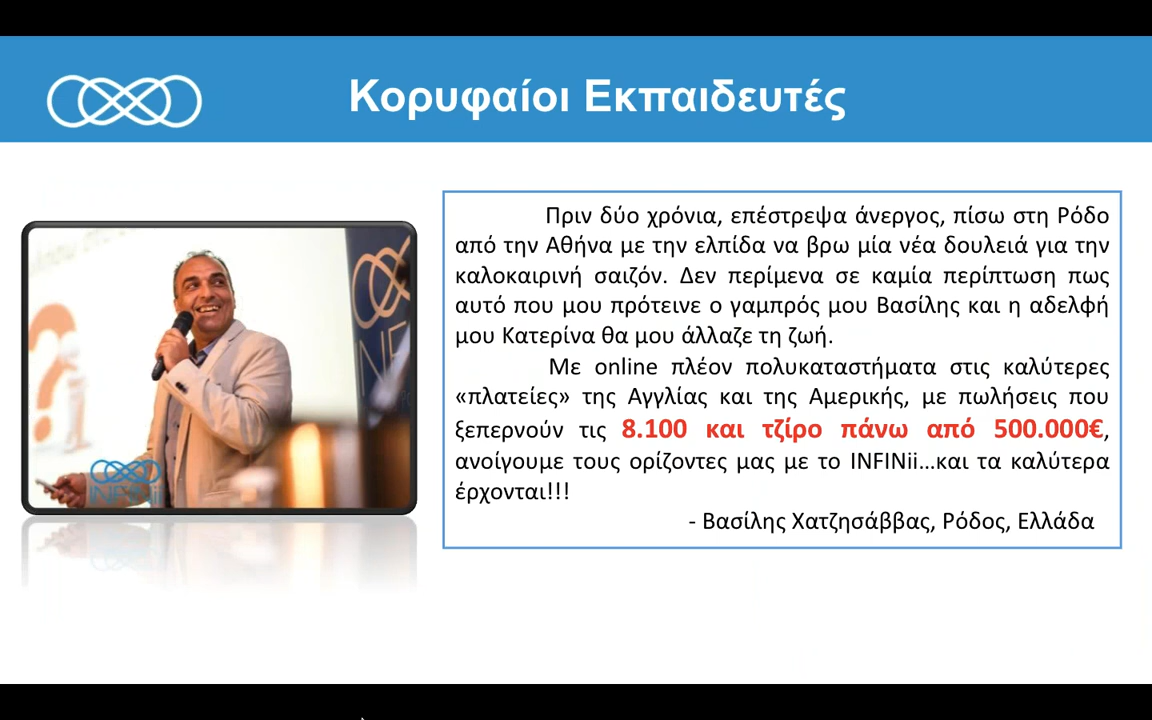 Κορυφαίοι Εκπαιδευτές
Πριν δύο χρόνια, επέστρεψα άνεργος, πίσω στη Ρόδο
από την Αθήνα με την ελπίδα να βρω μία νέα δουλειά για την
καλοκαιρινή σαιζόν. Δεν περίμενα σε καμία περίπτωση πως
αυτό που μου πρότεινε ο γαμπρός μου Βασίλης και η αδελφή
μου Κατερίνα θα μου άλλαζε τη ζωή.
Με online πλέον πολυκαταστήματα στις καλύτερες
«πλατείες» της Αγγλίας και της Αμερικής, με πωλήσεις που
ξεπερνούν τις 8.100 και τζίρο πάνω από 500.000€,
ανοίγουμε τους ορίζοντες μας με το INFINii...και τα καλύτερα
έρχονται!!!
- Βασίλης Χατζησάββας, Ρόδος, Ελλάδα
INFINii